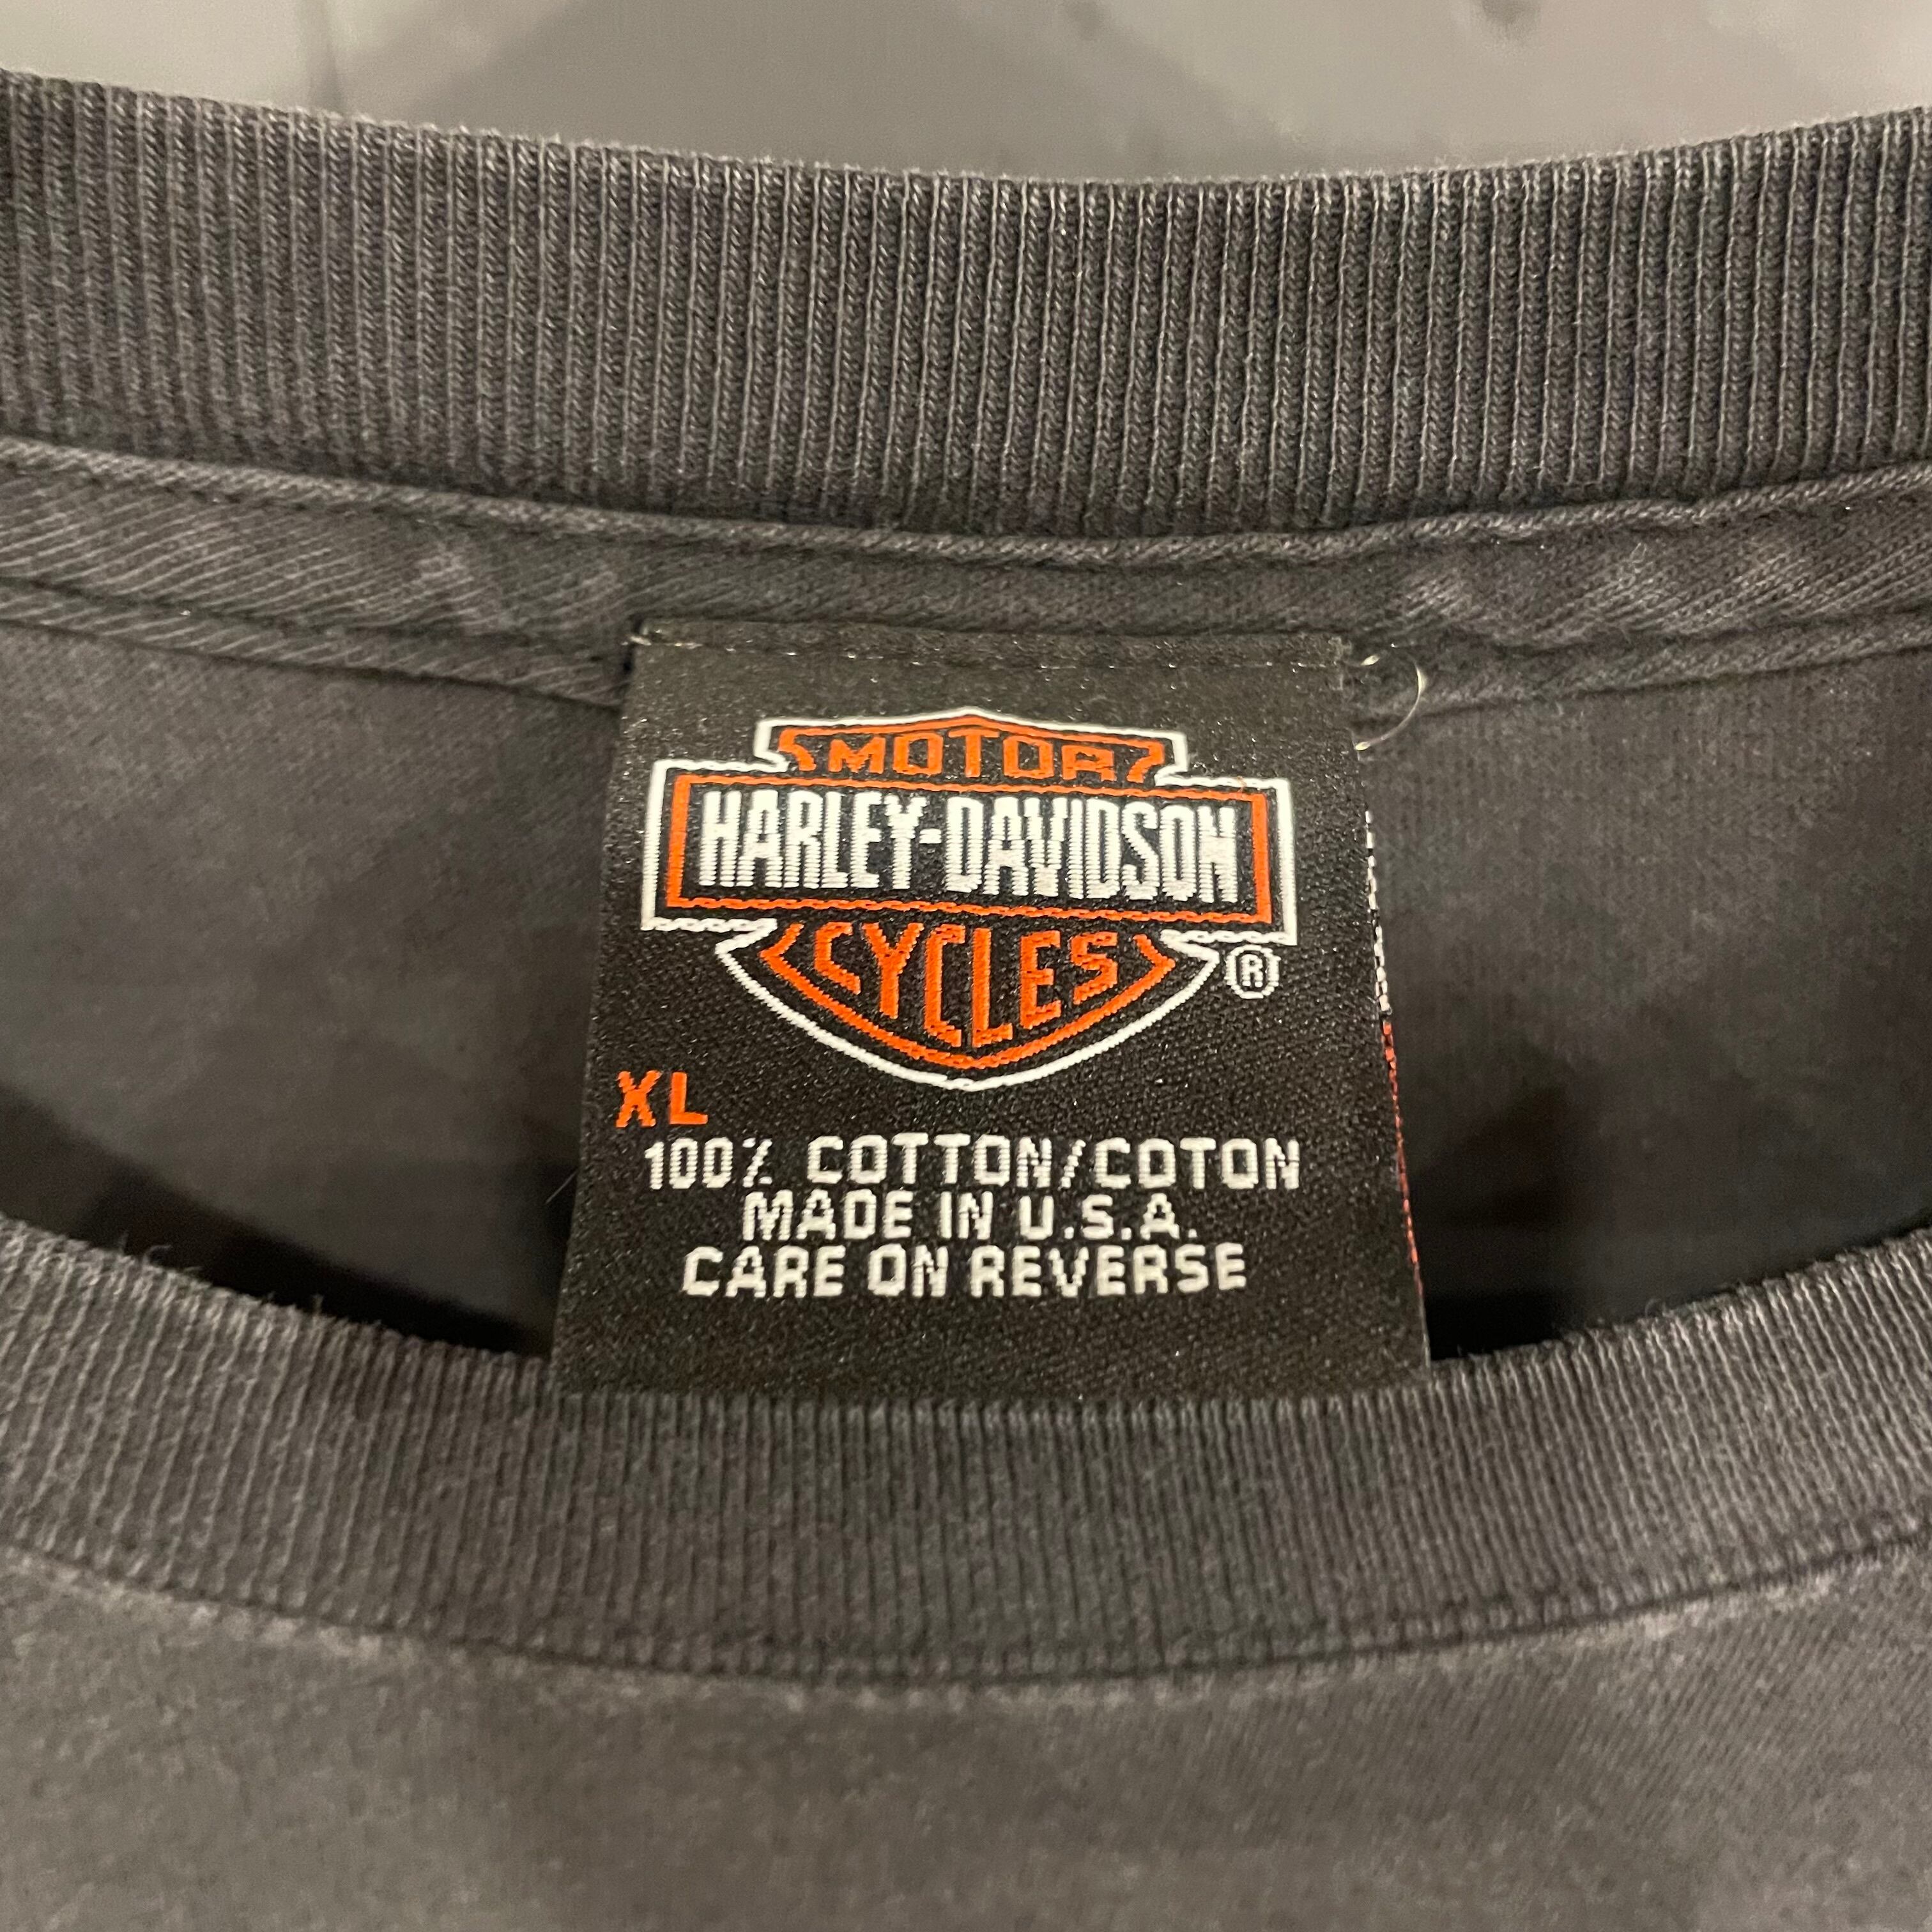 MOTOR
HARLEY-DAVIDSON
CYCLES
®
XL
100% COTTON/COTON
MADE IN U.S.A.
CARE ON REVERSE